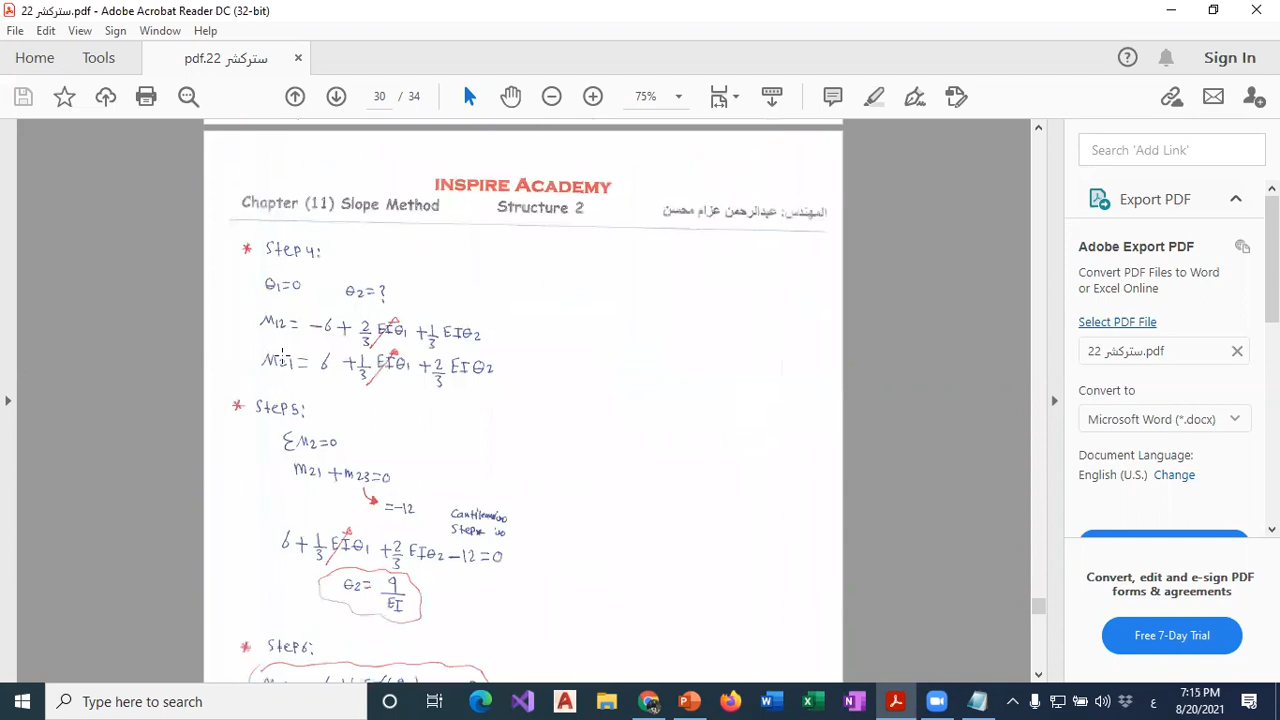 ستركشر 22.pdf - Adobe Acrobat Reader DC (32-bit)
File Edit View Sign Window Help
Home Tools ستركشر 22.pdf Sign In
30 / 34 75%
INSPIRE ACADEMY
Chapter (11) Slope Method Structure 2 المهندس: عبدالرحمن عزام محسن
* Step 4:
θ1=0 θ2=?
M12= -6+ 2/3 EIθ1 +1/3 EIθ2
M21= 6 +1/3 EIθ1 +2/3 EIθ2
* Step 5:
ΣM2=0
M21 +M23=0
=-12
6+ 1/3 EIθ1 +2/3 EIθ2 -12=0
θ2= 9/EI
* Step 6:
Search 'Add Link'
Export PDF
Adobe Export PDF
Convert PDF Files to Word
or Excel Online
Select PDF File
ستركشر 22.pdf
Convert to
Microsoft Word (*.docx)
Document Language:
English (U.S.) Change
Convert, edit and e-sign PDF
forms & agreements
Free 7-Day Trial
Type here to search
ع 7:15 PM
8/20/2021